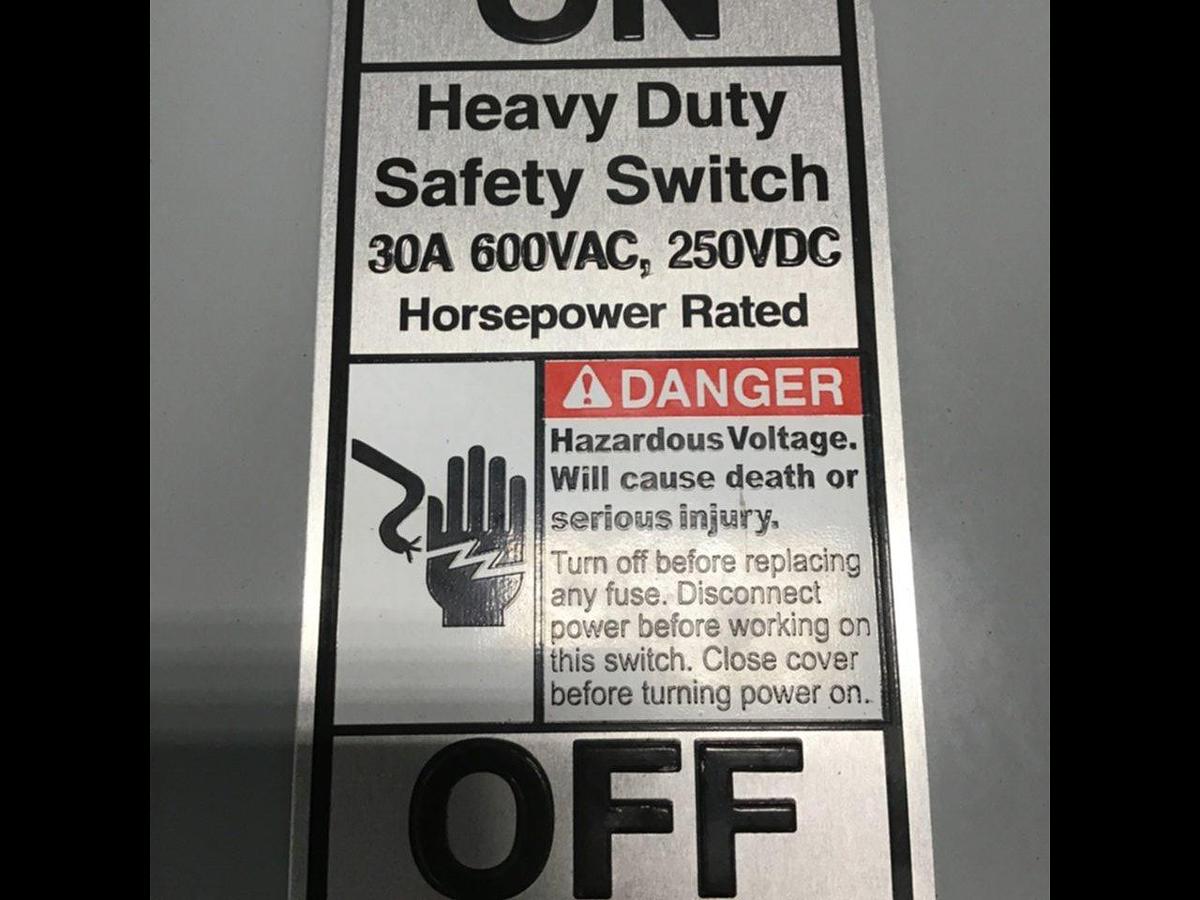 ON
Heavy Duty
Safety Switch
30A 600VAC, 250VDC
Horsepower Rated
DANGER
Hazardous Voltage.
Will cause death or
serious injury.
Turn off before replacing
any fuse. Disconnect
power before working on
this switch. Close cover
before turning power on.
OFF